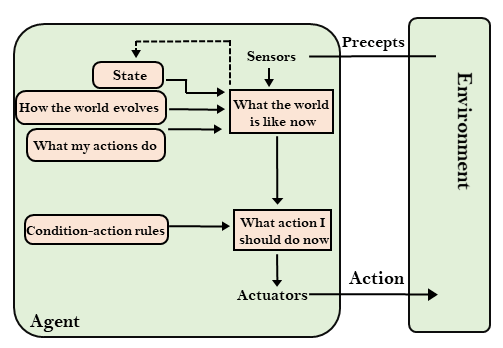 Precepts
Sensors
State
How the world evolves
What the world
is like now
What my actions do
Environment
What action I
should do now
Condition-action rules
Action
Actuators
Agent